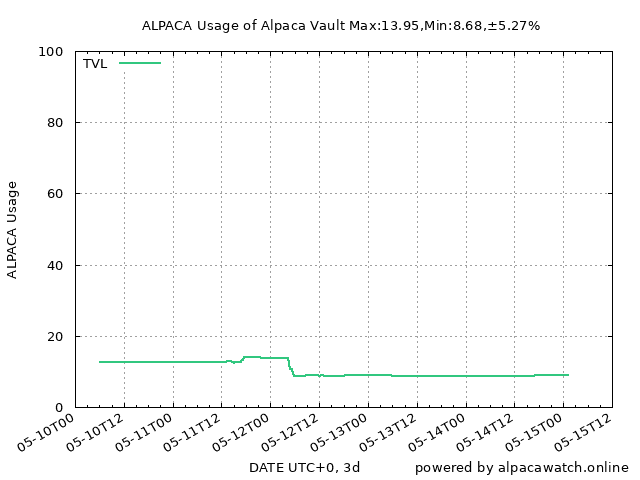 ALPACA Usage of Alpaca Vault Max:13.95,Min:8.68,±5.27%
TVL
100
80
60
40
20
0
ALPACA Usage
05-10T00
05-10T12
05-11T00
05-11T12
05-12T00
05-12T12
05-13T00
05-13T12
05-14T00
05-14T12
05-15T00
05-15T12
DATE UTC+0, 3d
powered by alpacawatch.online